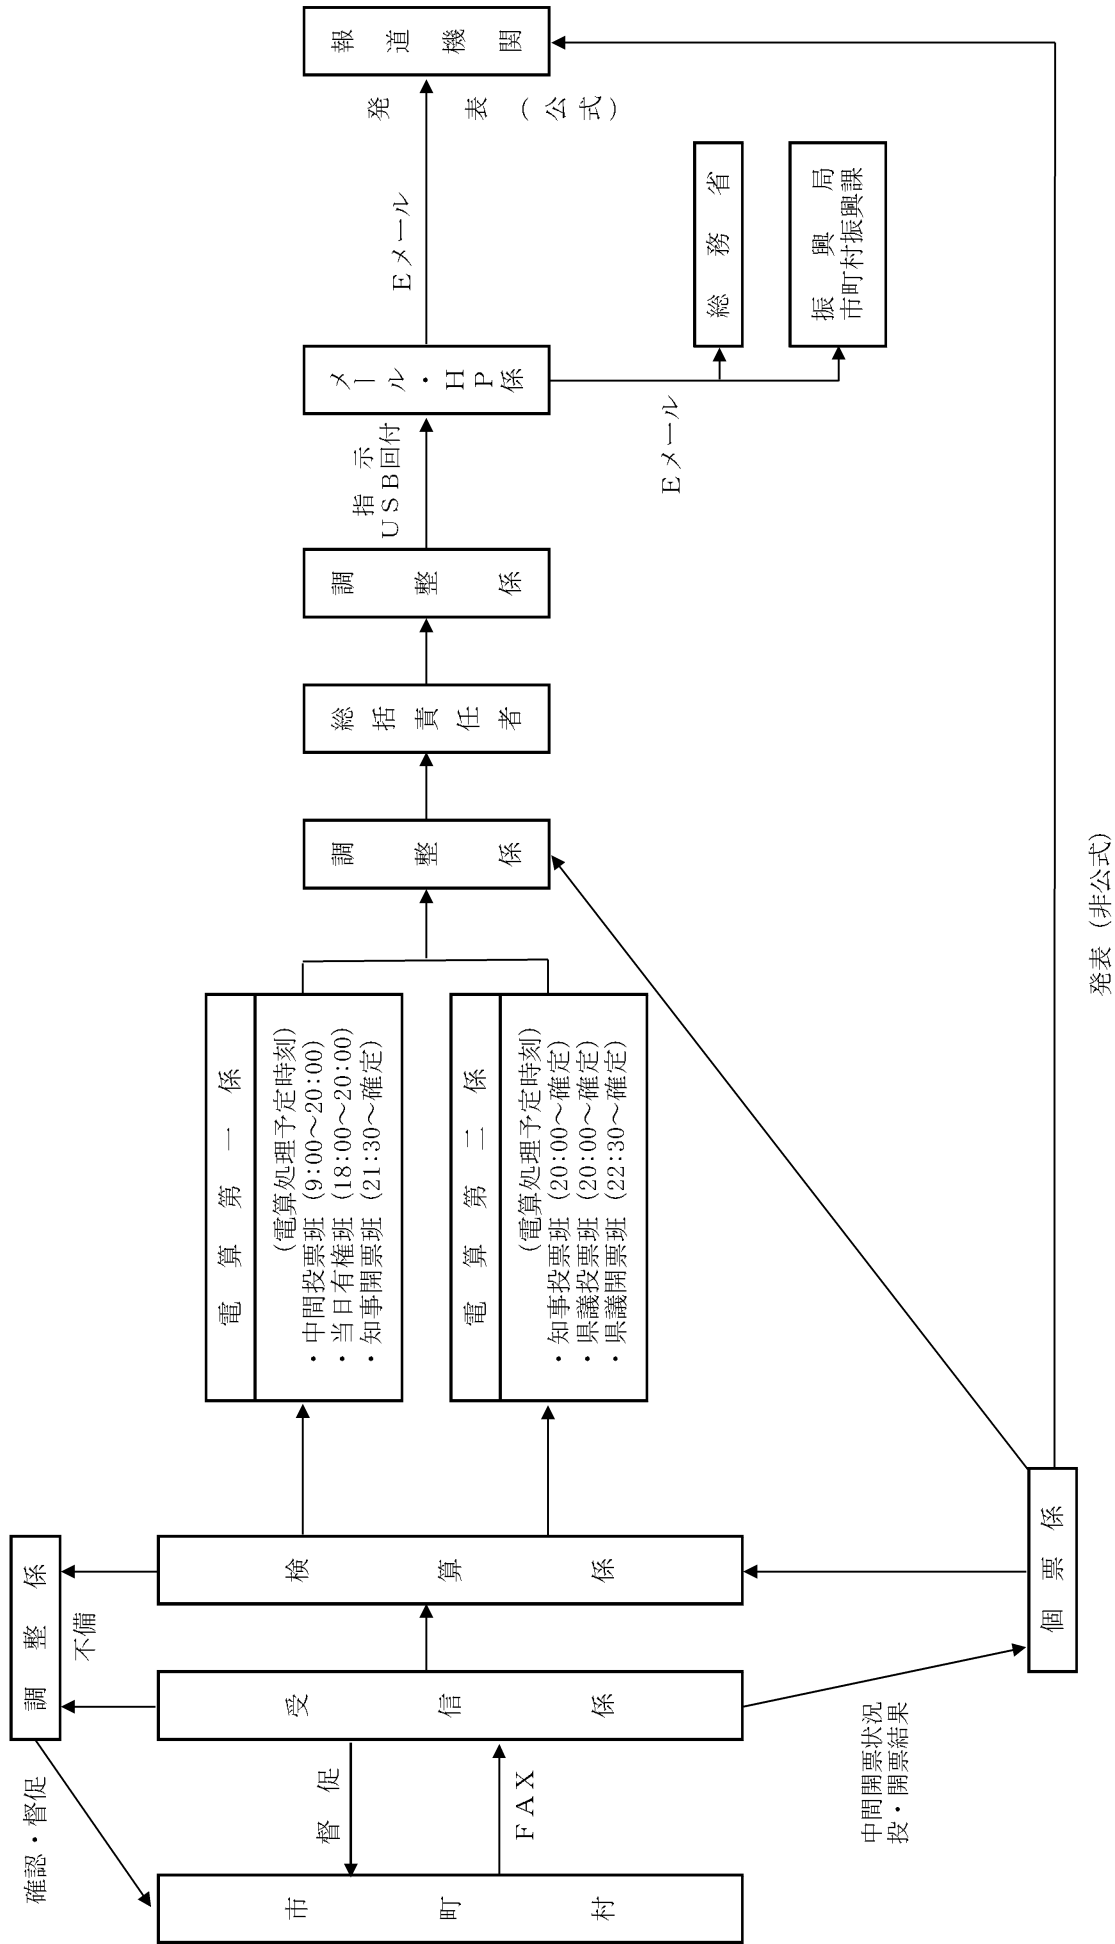 確認・督促
調整係
不備
市町村
督促
FAX
受信係
検算係
中間開票状況
投・開票結果
個票係
電算第一係
(電算処理予定時刻)
・中間投票班 (9:00～20:00)
・当日有権班 (18:00～20:00)
・知事開票班 (21:30～確定)
電算第二係
(電算処理予定時刻)
・知事投票班 (20:00～確定)
・県議投票班 (20:00～確定)
・県議開票班 (22:30～確定)
調整係
総括責任者
調整係
指示
USB回付
メール・HP係
Eメール
発表(公式)
報道機関
Eメール
総務省
振興局
市町村振興課
発表(非公式)